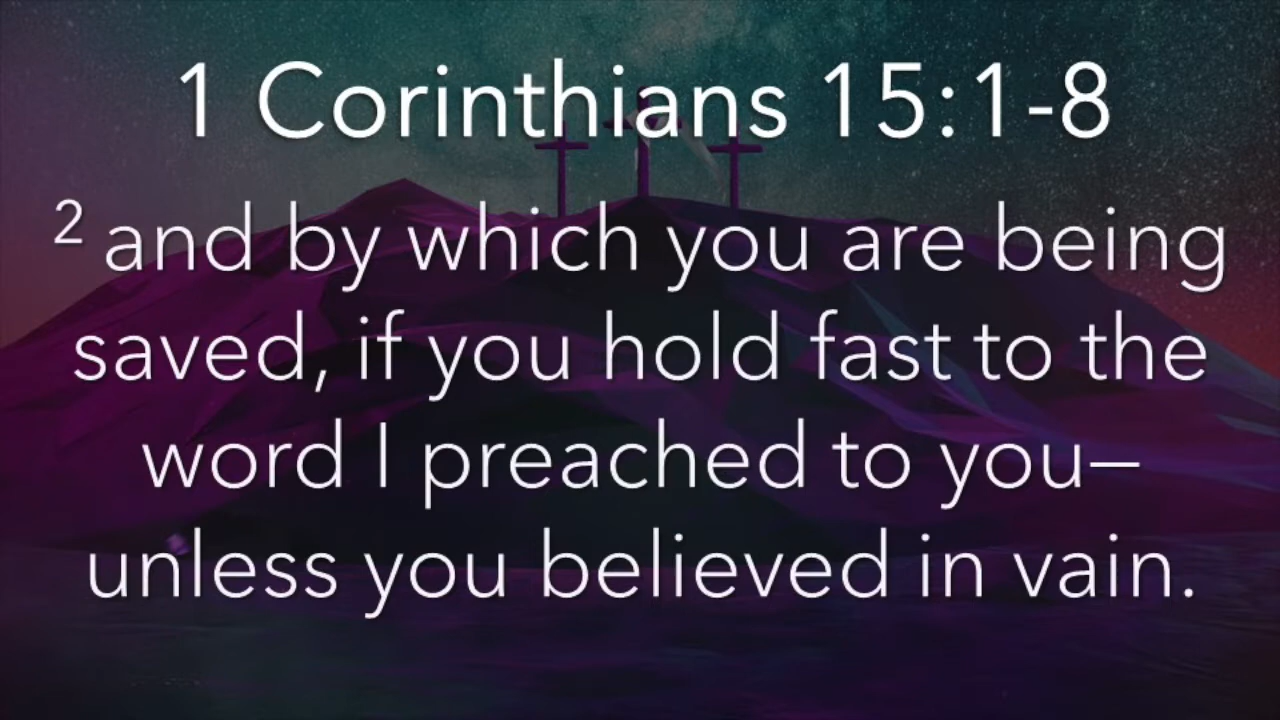 1 Corinthians 15:1-8
² and by which you are being
saved, if you hold fast to the
word I preached to you—
unless you believed in vain.